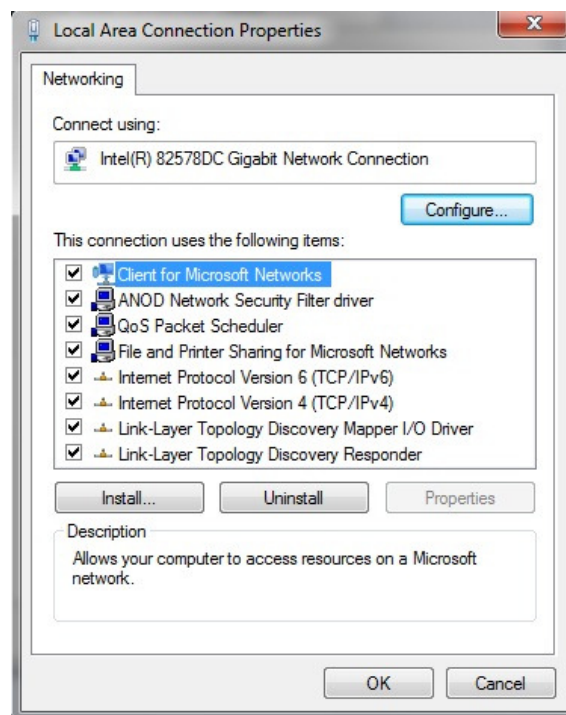 Local Area Connection Properties
Networking
Connect using:
Intel(R) 82578DC Gigabit Network Connection
Configure...
This connection uses the following items:
Client for Microsoft Networks
ANOD Network Security Filter driver
QoS Packet Scheduler
File and Printer Sharing for Microsoft Networks
Internet Protocol Version 6 (TCP/IPv6)
Internet Protocol Version 4 (TCP/IPv4)
Link-Layer Topology Discovery Mapper I/O Driver
Link-Layer Topology Discovery Responder
Install... Uninstall Properties
Description
Allows your computer to access resources on a Microsoft
network.
OK Cancel